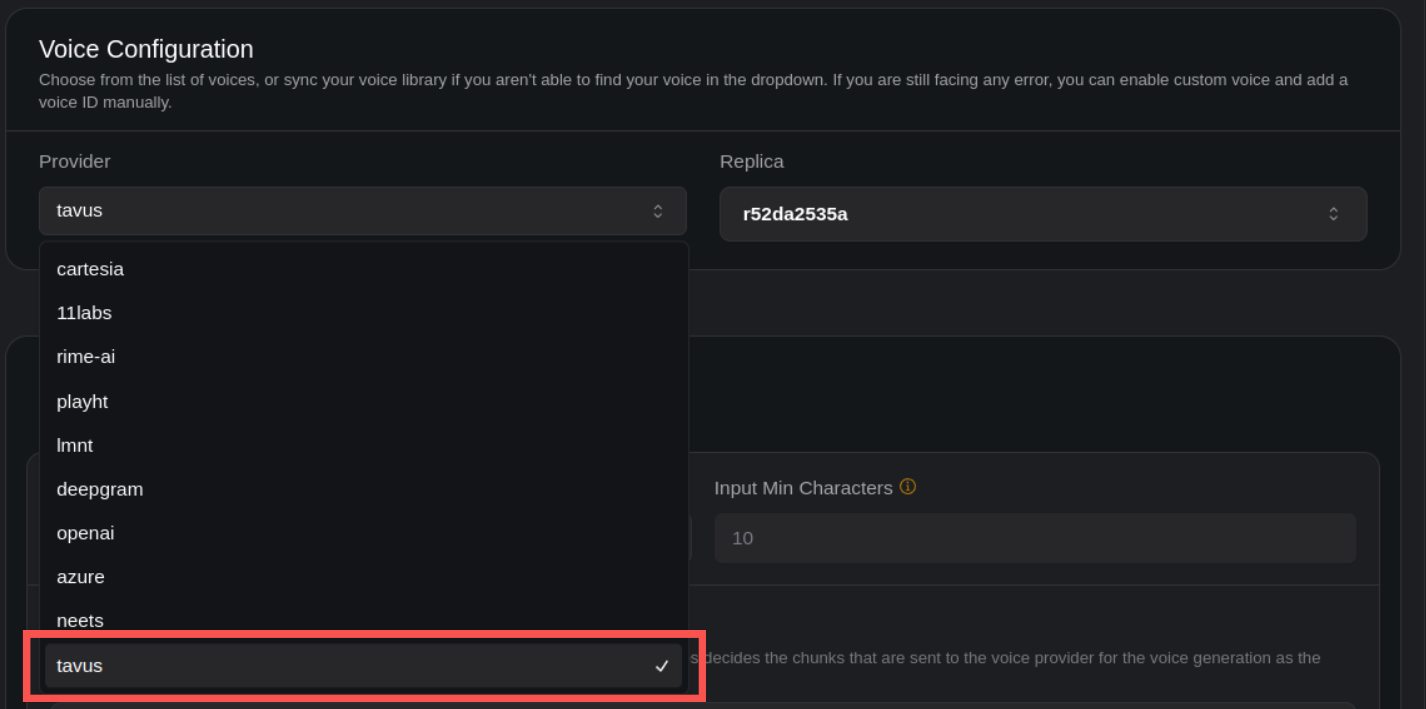 Voice Configuration
Choose from the list of voices, or sync your voice library if you aren't able to find your voice in the dropdown. If you are still facing any error, you can enable custom voice and add a
voice ID manually.
Provider
Replica
tavus
r52da2535a
cartesia
11labs
rime-ai
playht
lmnt
deepgram
openai
azure
neets
tavus
Input Min Characters
10
decides the chunks that are sent to the voice provider for the voice generation as the